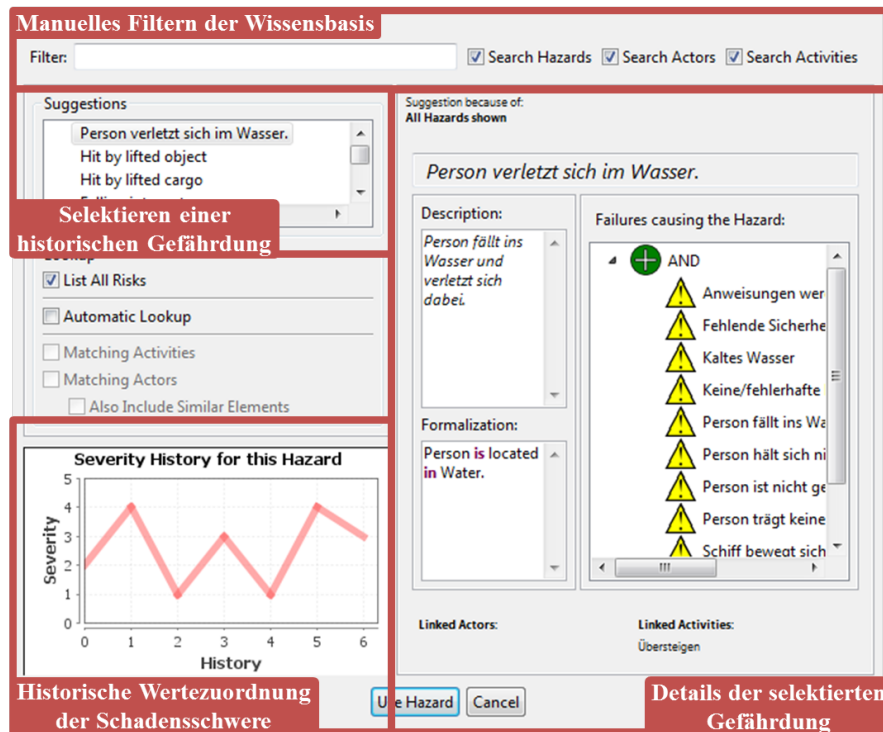 Manuelles Filtern der Wissensbasis
Filter:
Search Hazards
Search Actors
Search Activities
Suggestions
Person verletzt sich im Wasser.
Hit by lifted object
Hit by lifted cargo
Selektieren einer
historischen Gefährdung
List All Risks
Automatic Lookup
Matching Activities
Matching Actors
Also Include Similar Elements
Severity History for this Hazard
5
4
3
2
1
0
Severity
0 1 2 3 4 5 6
History
Historische Wertezuordnung
der Schadensschwere
Suggestion because of:
All Hazards shown
Person verletzt sich im Wasser.
Description:
Person fällt ins
Wasser und
verletzt sich
dabei.
Formalization:
Person is located
in Water.
Failures causing the Hazard:
AND
Anweisungen wer
Fehlende Sicherhe
Kaltes Wasser
Keine/fehlerhafte
Person fällt ins Wa
Person hält sich ni
Person ist nicht ge
Person trägt keine
Schiff bewegt sich
Linked Actors:
Linked Activities:
Übersteigen
Use Hazard
Cancel
Details der selektierten
Gefährdung